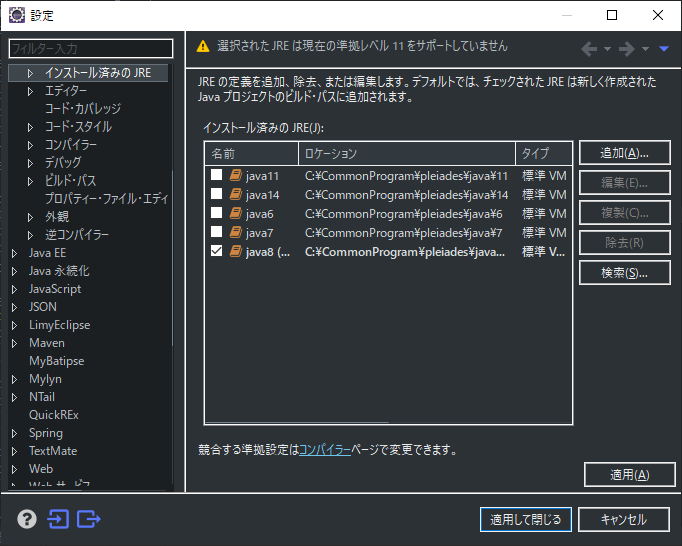 設定
フィルター入力
インストール済みの JRE
エディター
コード・カバレッジ
コード・スタイル
コンパイラー
デバッグ
ビルド・パス
プロパティー・ファイル・エディ
外観
逆コンパイラー
Java EE
Java 永続化
JavaScript
JSON
LimyEclipse
Maven
MyBatipse
Mylyn
NTail
QuickREx
Spring
TextMate
Web
Web サービス
選択された JRE は現在の準拠レベル 11 をサポートしていません
JRE の定義を追加、除去、または編集します。デフォルトでは、チェックされた JRE は新しく作成された
Java プロジェクトのビルド・パスに追加されます。
インストール済みの JRE(J):
名前 ロケーション タイプ
java11 C:¥CommonProgram¥pleiades¥java¥11 標準 VM
java14 C:¥CommonProgram¥pleiades¥java¥14 標準 VM
java6 C:¥CommonProgram¥pleiades¥java¥6 標準 VM
java7 C:¥CommonProgram¥pleiades¥java¥7 標準 VM
java8 (... C:¥CommonProgram¥pleiades¥java... 標準 V...
追加(A)...
編集(E)...
複製(C)...
除去(R)
検索(S)...
競合する準拠設定はコンパイラーページで変更できます。
適用(A)
適用して閉じる
キャンセル